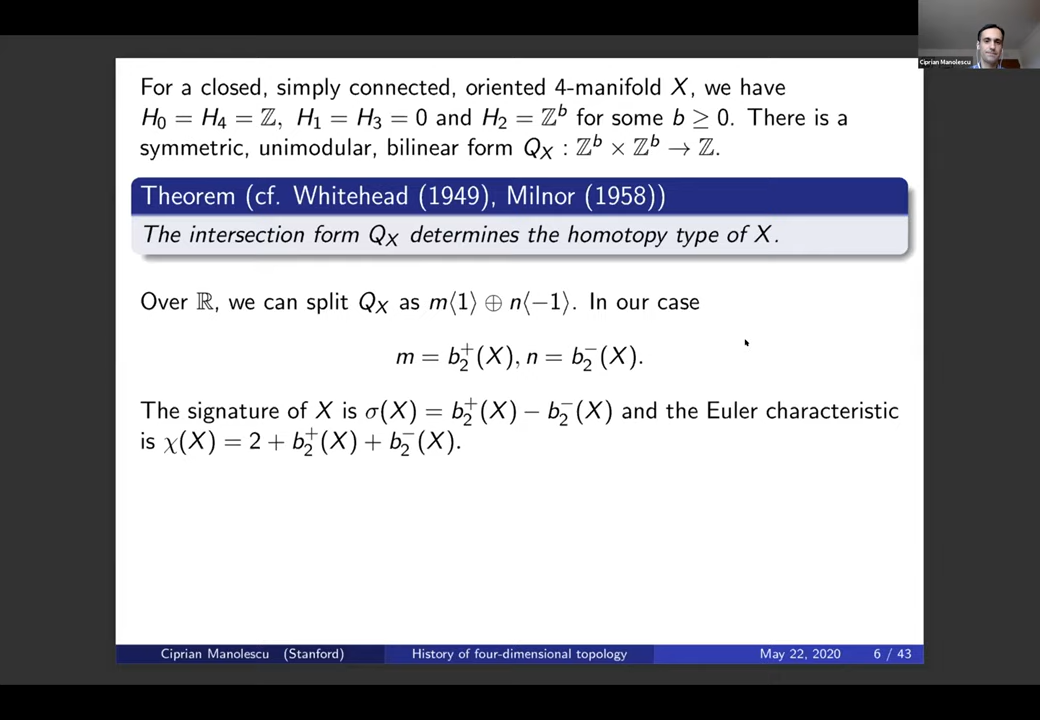 Ciprian Manolescu
For a closed, simply connected, oriented 4-manifold X, we have
H₀ = H₄ = ℤ, H₁ = H₃ = 0 and H₂ = ℤᵇ for some b ≥ 0. There is a
symmetric, unimodular, bilinear form Q_X : ℤᵇ × ℤᵇ → ℤ.
Theorem (cf. Whitehead (1949), Milnor (1958))
The intersection form Q_X determines the homotopy type of X.
Over ℝ, we can split Q_X as m⟨1⟩ ⊕ n⟨−1⟩. In our case
m = b₂⁺(X), n = b₂⁻(X).
The signature of X is σ(X) = b₂⁺(X) − b₂⁻(X) and the Euler characteristic
is χ(X) = 2 + b₂⁺(X) + b₂⁻(X).
Ciprian Manolescu (Stanford) History of four-dimensional topology May 22, 2020 6 / 43